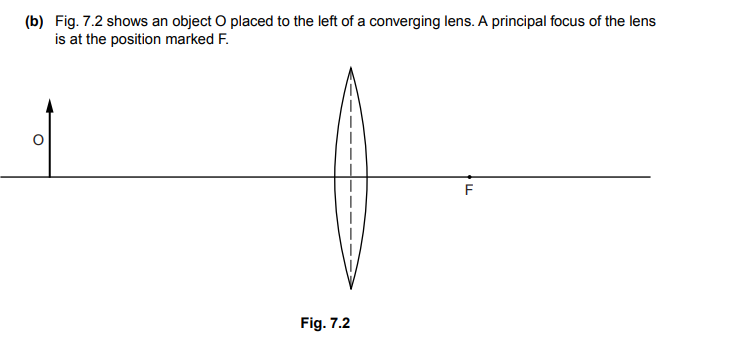 (b) Fig. 7.2 shows an object O placed to the left of a converging lens. A principal focus of the lens
is at the position marked F.
O
F
Fig. 7.2